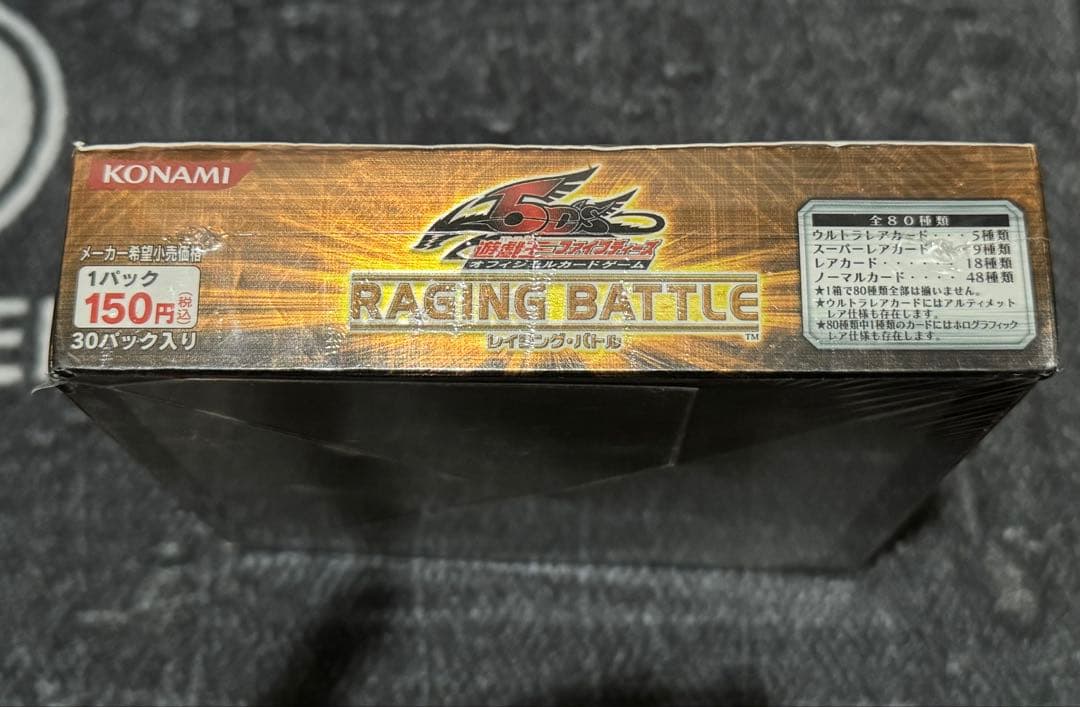 KONAMI
メーカー希望小売価格
1パック
150円(税込)
30パック入り
5D's
遊戯王ファイブディーズ
オフィシャルカードゲーム
RAGING BATTLE
TM
レイジング・バトル
全80種類
ウルトラレアカード・・・5種類
スーパーレアカード・・・9種類
レアカード・・・・・・18種類
ノーマルカード・・・・48種類
★1箱で80種類全部は揃いません。
★ウルトラレアカードにはアルティメット
レア仕様も存在します。
★80種類中1種類のカードにはホログラフィック
レア仕様も存在します。